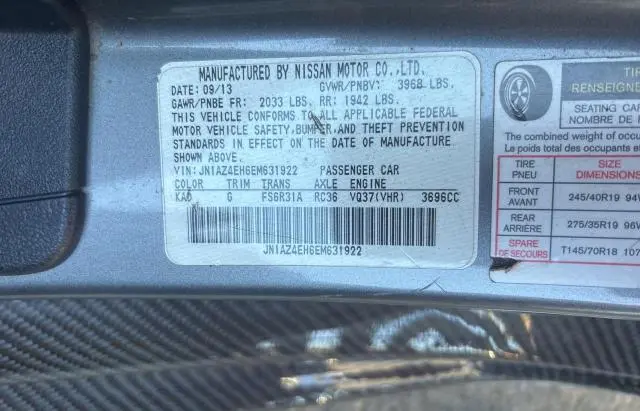 MANUFACTURED BY NISSAN MOTOR CO.,LTD.
DATE: 09/13 GVWR/PNBV: 3968 LBS.
GAWR/PNBE FR: 2033 LBS. RR: 1942 LBS.
THIS VEHICLE CONFORMS TO ALL APPLICABLE FEDERAL
MOTOR VEHICLE SAFETY, BUMPER, AND THEFT PREVENTION
STANDARDS IN EFFECT ON THE DATE OF MANUFACTURE
SHOWN ABOVE.
VIN: JN1AZ4EH6EM631922 PASSENGER CAR
COLOR TRIM TRANS AXLE ENGINE
KAD G FS6R31A RC36 VQ37(VHR) 3696CC
JN1AZ4EH6EM631922
TIR
RENSEIGNE
SEATING CA
NOMBRE DE
The combined weight of occu
Le poids total des occupants et
TIRE PNEU
SIZE DIMENSIONS
FRONT AVANT
245/40R19 94
REAR ARRIÈRE
275/35R19 96
SPARE DE SECOURS
T145/70R18 107